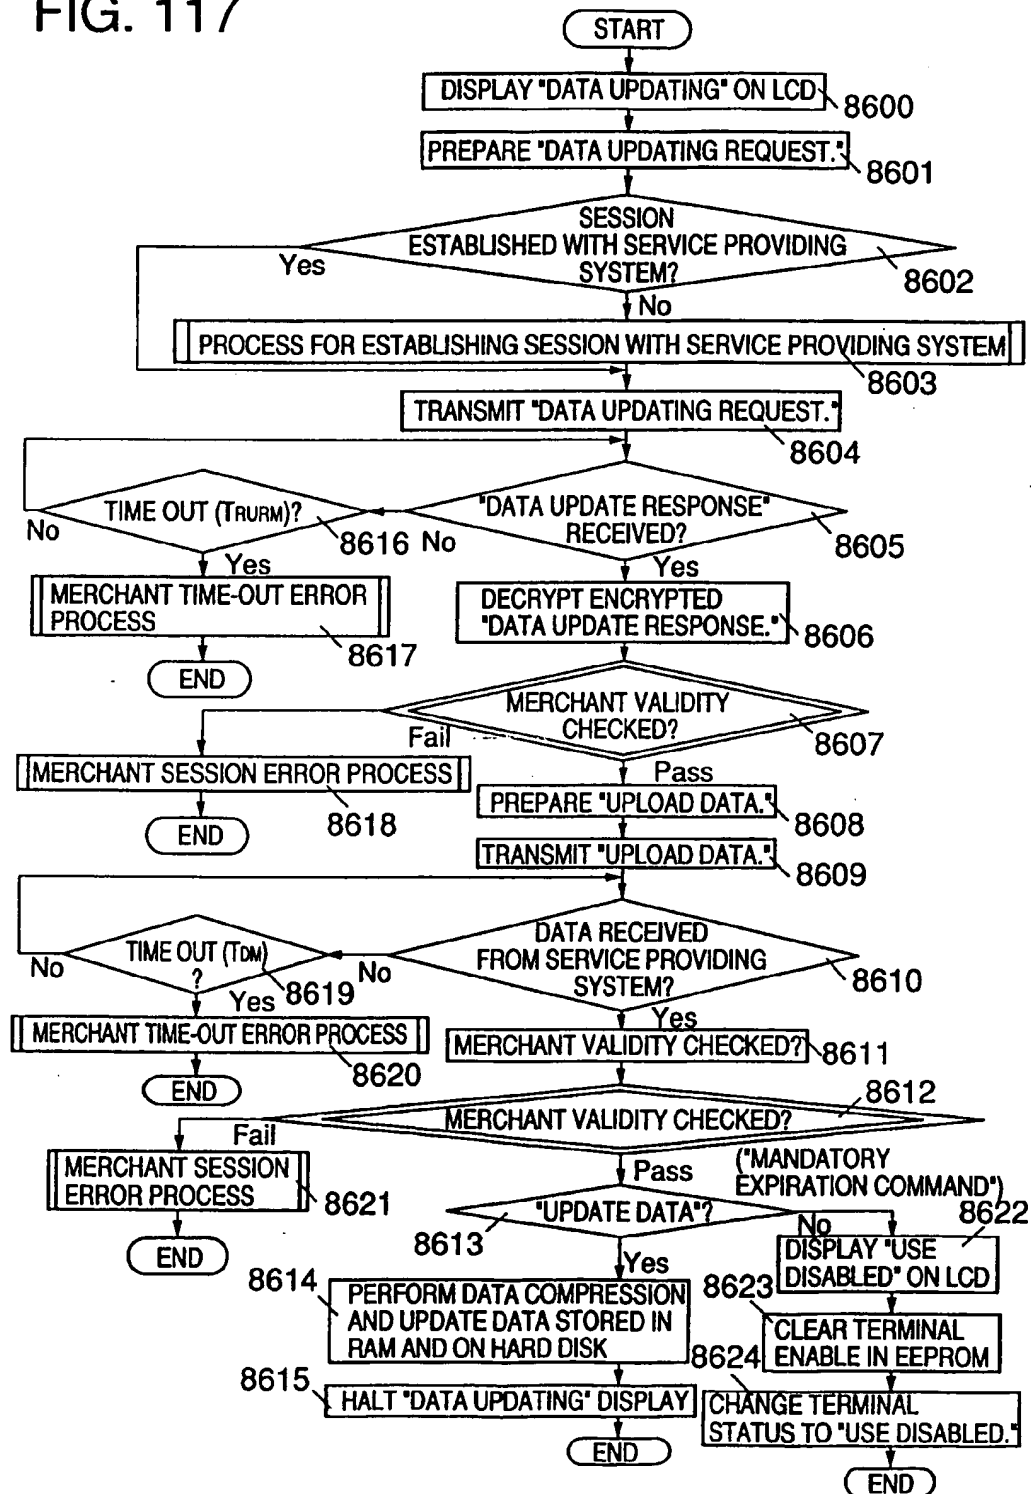 FIG. 117
START
DISPLAY "DATA UPDATING" ON LCD
8600
PREPARE "DATA UPDATING REQUEST."
8601
SESSION
ESTABLISHED WITH SERVICE PROVIDING
SYSTEM?
8602
Yes
No
PROCESS FOR ESTABLISHING SESSION WITH SERVICE PROVIDING SYSTEM
8603
TRANSMIT "DATA UPDATING REQUEST."
8604
"DATA UPDATE RESPONSE"
RECEIVED?
8605
No
TIME OUT (TRURM)?
8616
No
Yes
MERCHANT TIME-OUT ERROR
PROCESS
8617
END
Yes
DECRYPT ENCRYPTED
"DATA UPDATE RESPONSE."
8606
MERCHANT VALIDITY
CHECKED?
8607
Fail
MERCHANT SESSION ERROR PROCESS
8618
END
Pass
PREPARE "UPLOAD DATA."
8608
TRANSMIT "UPLOAD DATA."
8609
DATA RECEIVED
FROM SERVICE PROVIDING
SYSTEM?
8610
No
TIME OUT (TDM)
?
8619
No
Yes
MERCHANT TIME-OUT ERROR PROCESS
8620
END
Yes
MERCHANT VALIDITY CHECKED?
8611
MERCHANT VALIDITY CHECKED?
8612
Fail
MERCHANT SESSION
ERROR PROCESS
8621
END
Pass
"UPDATE DATA"?
8613
("MANDATORY
EXPIRATION COMMAND")
No
8622
DISPLAY "USE
DISABLED" ON LCD
8623
CLEAR TERMINAL
ENABLE IN EEPROM
8624
CHANGE TERMINAL
STATUS TO "USE DISABLED."
END
Yes
8614
PERFORM DATA COMPRESSION
AND UPDATE DATA STORED IN
RAM AND ON HARD DISK
8615
HALT "DATA UPDATING" DISPLAY
END